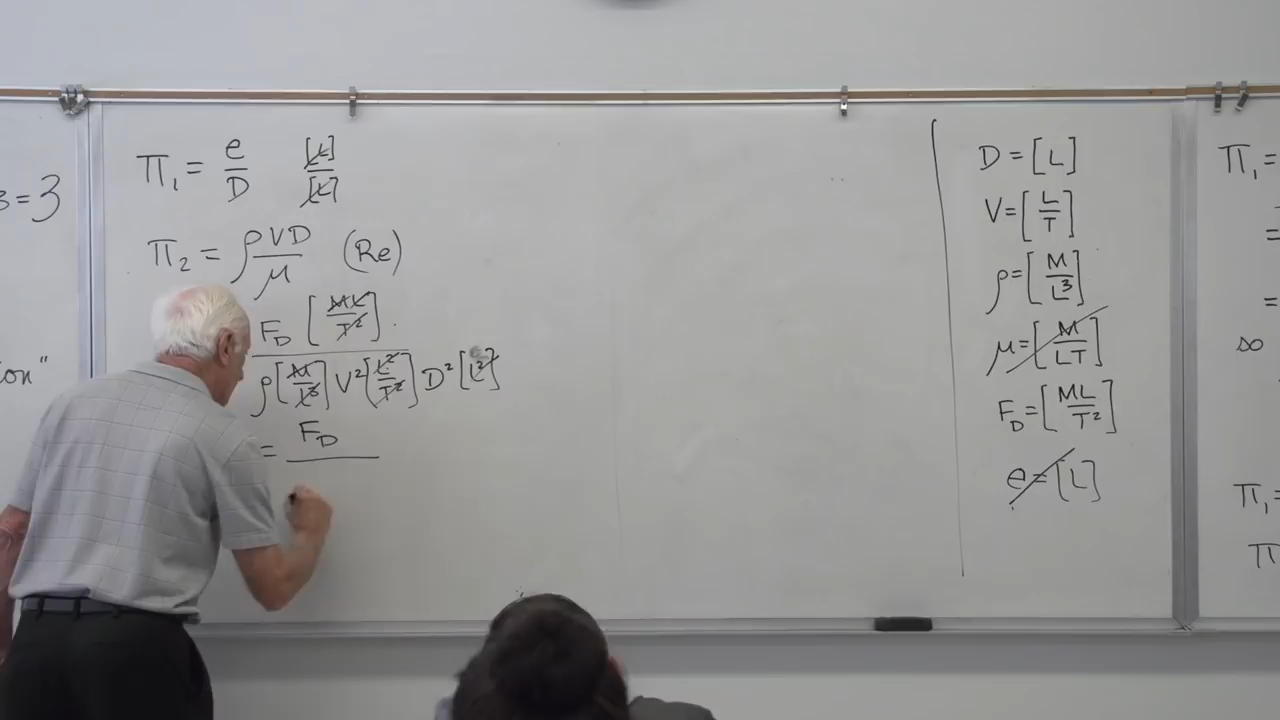 s = 3
on"
π₁ = e/D [L]/[L]
π₂ = ρVD/μ (Re)
F_D [ML/T²]
ρ[M/L³] V²[L²/T²] D²[L²]
= F_D
D = [L]
V = [L/T]
ρ = [M/L³]
μ = [M/LT]
F_D = [ML/T²]
e = [L]
π₁ =
=
=
so
π₁ =
π